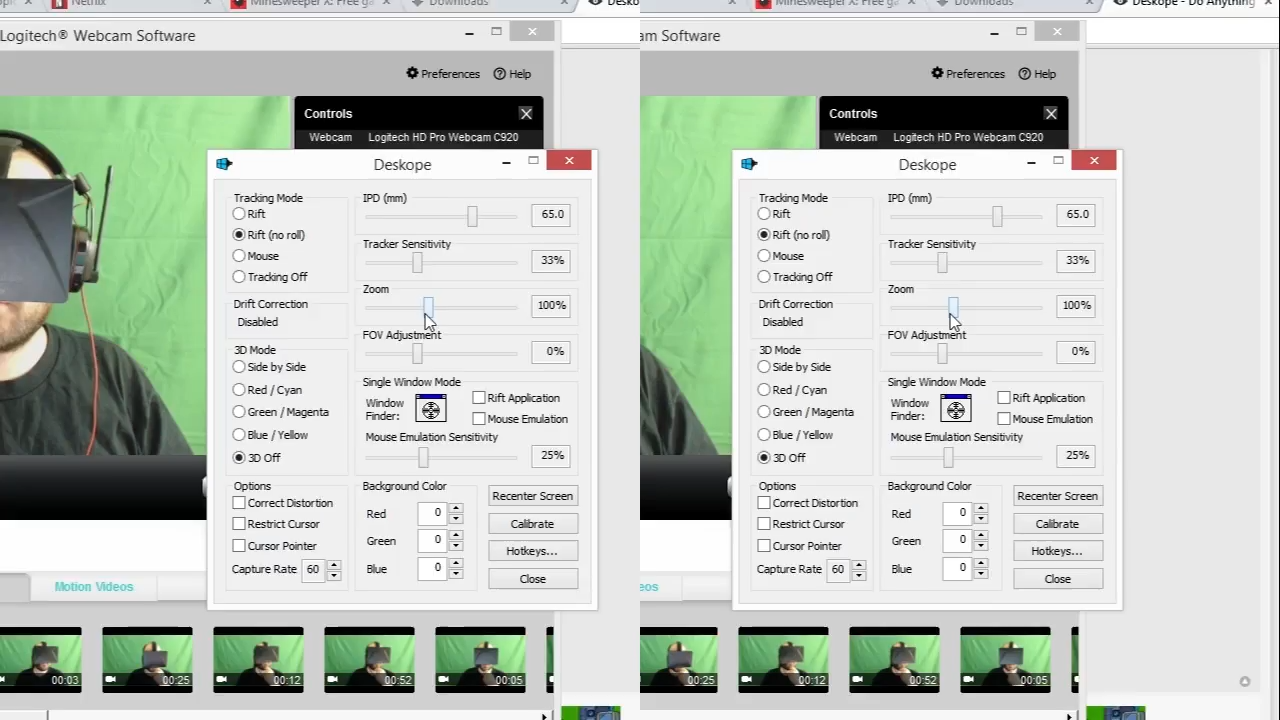 Netflix
Minesweeper X: Free ga
Downloads
Desko
Minesweeper X: Free ga
Downloads
Deskope - Do Anything
Logitech® Webcam Software
am Software
Preferences
Help
Preferences
Help
Controls
Webcam Logitech HD Pro Webcam C920
Controls
Webcam Logitech HD Pro Webcam C920
Deskope
Tracking Mode
Rift
Rift (no roll)
Mouse
Tracking Off
Drift Correction
Disabled
3D Mode
Side by Side
Red / Cyan
Green / Magenta
Blue / Yellow
3D Off
Options
Correct Distortion
Restrict Cursor
Cursor Pointer
Capture Rate 60
IPD (mm)
65.0
Tracker Sensitivity
33%
Zoom
100%
FOV Adjustment
0%
Single Window Mode
Window
Finder:
Rift Application
Mouse Emulation
Mouse Emulation Sensitivity
25%
Background Color
Red 0
Green 0
Blue 0
Recenter Screen
Calibrate
Hotkeys...
Close
Deskope
Tracking Mode
Rift
Rift (no roll)
Mouse
Tracking Off
Drift Correction
Disabled
3D Mode
Side by Side
Red / Cyan
Green / Magenta
Blue / Yellow
3D Off
Options
Correct Distortion
Restrict Cursor
Cursor Pointer
Capture Rate 60
IPD (mm)
65.0
Tracker Sensitivity
33%
Zoom
100%
FOV Adjustment
0%
Single Window Mode
Window
Finder:
Rift Application
Mouse Emulation
Mouse Emulation Sensitivity
25%
Background Color
Red 0
Green 0
Blue 0
Recenter Screen
Calibrate
Hotkeys...
Close
Motion Videos
eos
00:03
00:25
00:12
00:52
00:05
00:25
00:12
00:52
00:05